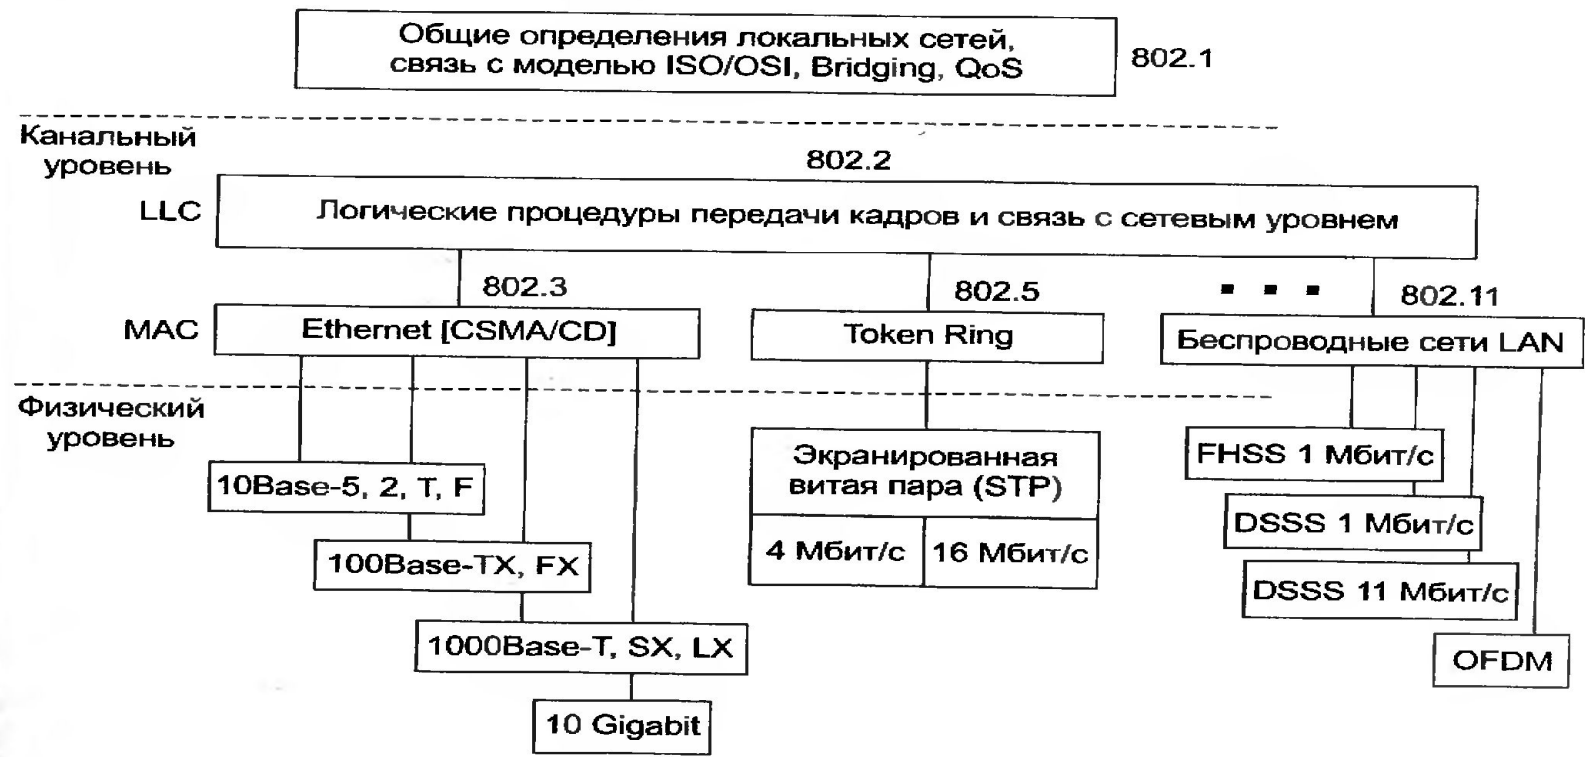 Общие определения локальных сетей,
связь с моделью ISO/OSI, Bridging, QoS
802.1
Канальный
уровень
802.2
LLC
Логические процедуры передачи кадров и связь с сетевым уровнем
802.3
802.5
802.11
MAC
Ethernet [CSMA/CD]
Token Ring
Беспроводные сети LAN
Физический
уровень
10Base-5, 2, T, F
100Base-TX, FX
1000Base-T, SX, LX
10 Gigabit
Экранированная
витая пара (STP)
4 Мбит/с
16 Мбит/с
FHSS 1 Мбит/с
DSSS 1 Мбит/с
DSSS 11 Мбит/с
OFDM